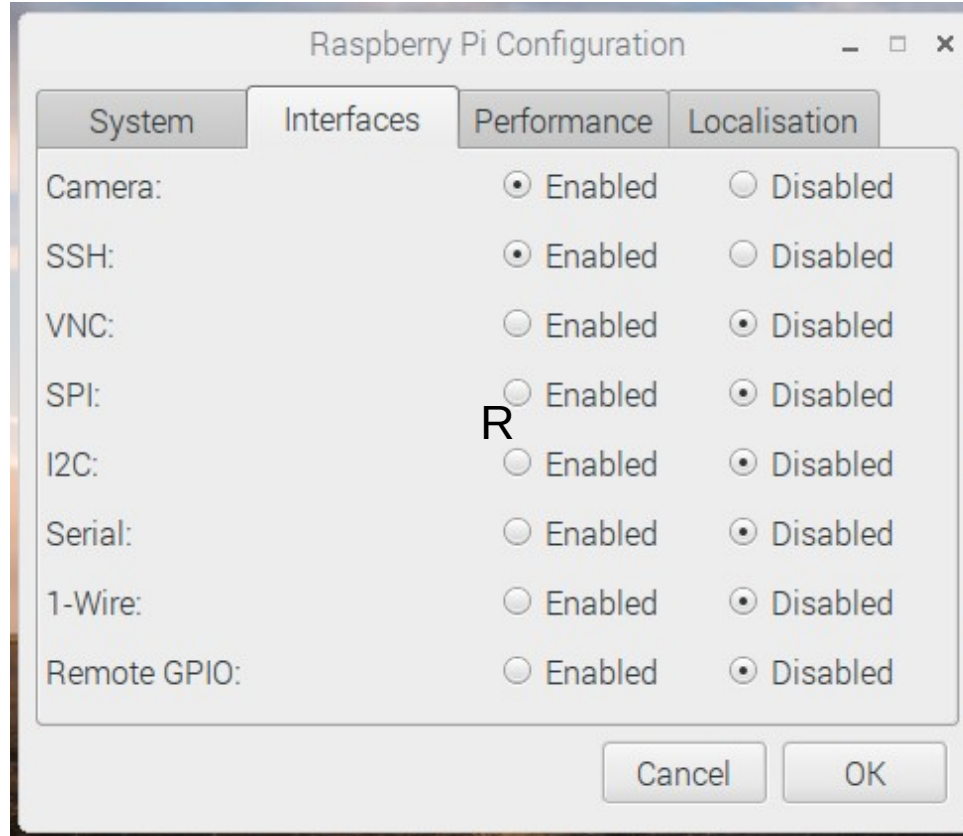 Raspberry Pi Configuration
System Interfaces Performance Localisation
Camera: Enabled Disabled
SSH: Enabled Disabled
VNC: Enabled Disabled
SPI: Enabled Disabled
R
I2C: Enabled Disabled
Serial: Enabled Disabled
1-Wire: Enabled Disabled
Remote GPIO: Enabled Disabled
Cancel OK